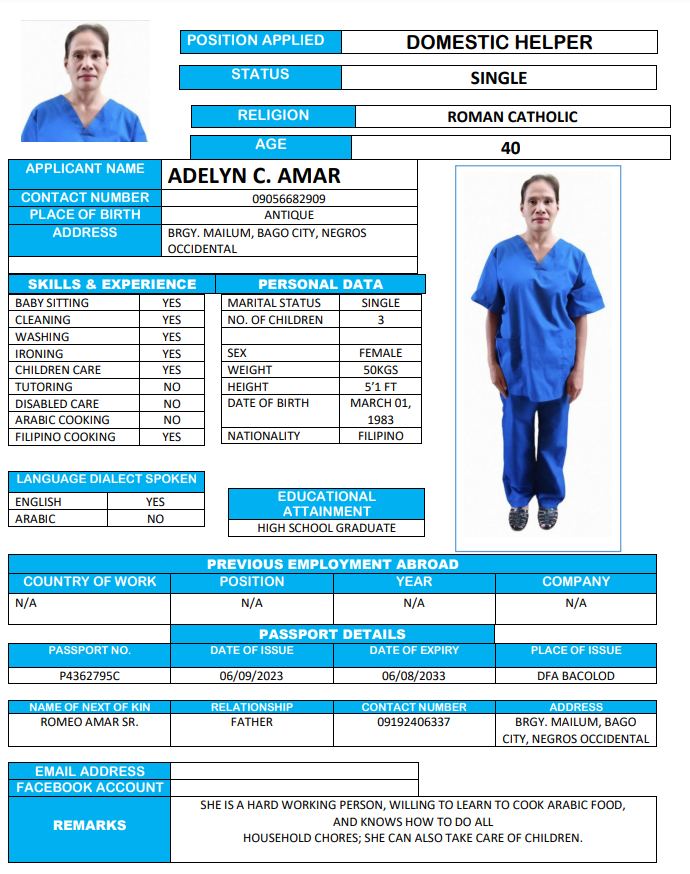 POSITION APPLIED DOMESTIC HELPER
STATUS SINGLE
RELIGION ROMAN CATHOLIC
AGE 40
APPLICANT NAME ADELYN C. AMAR
CONTACT NUMBER 09056682909
PLACE OF BIRTH ANTIQUE
ADDRESS BRGY. MAILUM, BAGO CITY, NEGROS
OCCIDENTAL
SKILLS & EXPERIENCE PERSONAL DATA
BABY SITTING YES MARITAL STATUS SINGLE
CLEANING YES NO. OF CHILDREN 3
WASHING YES
IRONING YES SEX FEMALE
CHILDREN CARE YES WEIGHT 50KGS
TUTORING NO HEIGHT 5'1 FT
DISABLED CARE NO DATE OF BIRTH MARCH 01,
ARABIC COOKING NO 1983
FILIPINO COOKING YES NATIONALITY FILIPINO
LANGUAGE DIALECT SPOKEN
ENGLISH YES
ARABIC NO
EDUCATIONAL
ATTAINMENT
HIGH SCHOOL GRADUATE
PREVIOUS EMPLOYMENT ABROAD
COUNTRY OF WORK POSITION YEAR COMPANY
N/A N/A N/A N/A
PASSPORT DETAILS
PASSPORT NO. DATE OF ISSUE DATE OF EXPIRY PLACE OF ISSUE
P4362795C 06/09/2023 06/08/2033 DFA BACOLOD
NAME OF NEXT OF KIN RELATIONSHIP CONTACT NUMBER ADDRESS
ROMEO AMAR SR. FATHER 09192406337 BRGY. MAILUM, BAGO
CITY, NEGROS OCCIDENTAL
EMAIL ADDRESS
FACEBOOK ACCOUNT
REMARKS
SHE IS A HARD WORKING PERSON, WILLING TO LEARN TO COOK ARABIC FOOD,
AND KNOWS HOW TO DO ALL
HOUSEHOLD CHORES; SHE CAN ALSO TAKE CARE OF CHILDREN.